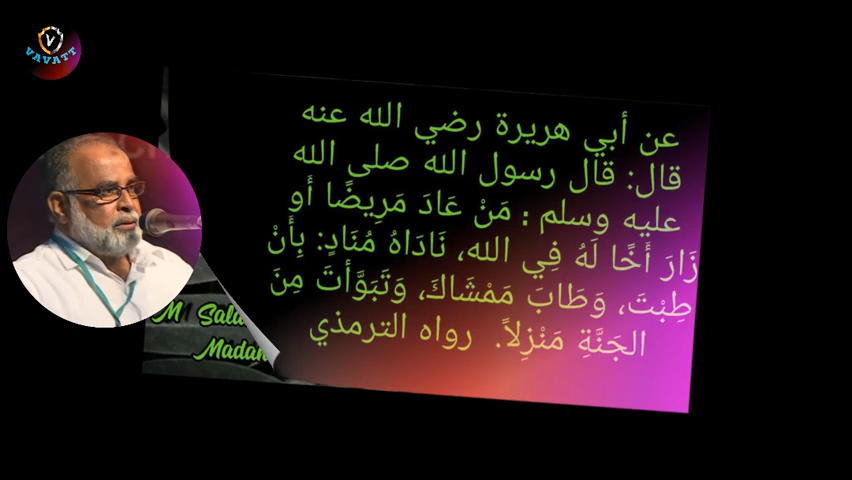 VAVATT
عن أبي هريرة رضي الله عنه
قال: قال رسول الله صلى الله
عليه وسلم : مَنْ عَادَ مَرِيضًا أَو
زَارَ أَخًا لَهُ فِي الله، نَادَاهُ مُنَادٍ: بِأَنْ
طِبْتَ، وَطَابَ مَمْشَاكَ، وَتَبَوَّأتَ مِنَ
الجَنَّةِ مَنْزِلاً. رواه الترمذي